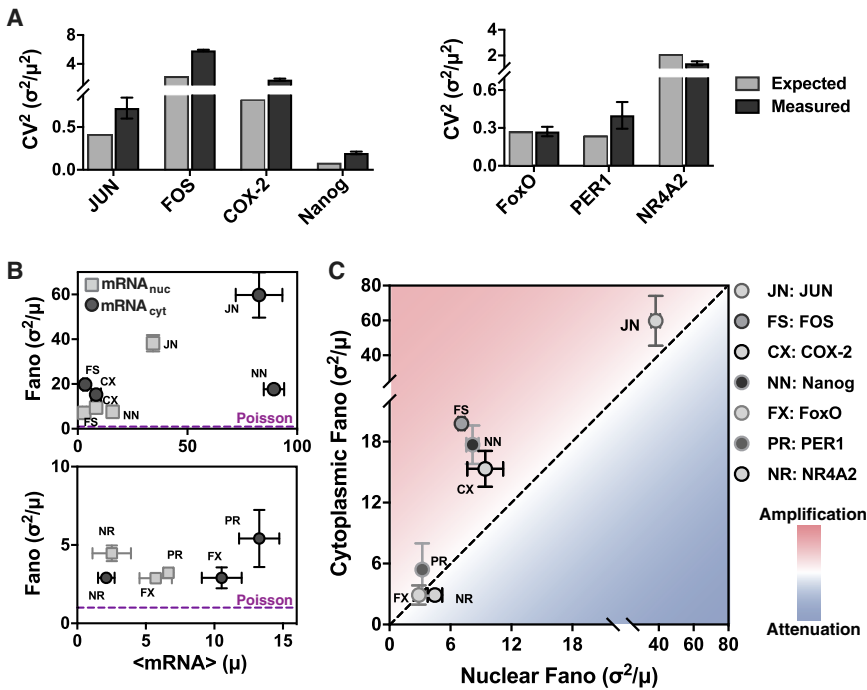 A
CV² (σ²/μ²)
8
4
0.5
0.0
JUN
FOS
COX-2
Nanog
CV² (σ²/μ²)
4
2
0.6
0.3
0.0
FoxO
PER1
NR4A2
Expected
Measured
B
Fano (σ²/μ)
60
40
20
0
mRNAnuc
mRNAcyt
JN
JN
FS
CX
CX
FS
NN
NN
Poisson
0
50
100
Fano (σ²/μ)
10
5
0
NR
NR
FX
PR
FX
PR
Poisson
0
5
10
15
<mRNA> (μ)
C
Cytoplasmic Fano (σ²/μ)
80
60
40
18
12
6
0
JN
FS
NN
CX
PR
FX
NR
0
6
12
18
40
60
80
Nuclear Fano (σ²/μ)
JN: JUN
FS: FOS
CX: COX-2
NN: Nanog
FX: FoxO
PR: PER1
NR: NR4A2
Amplification
Attenuation